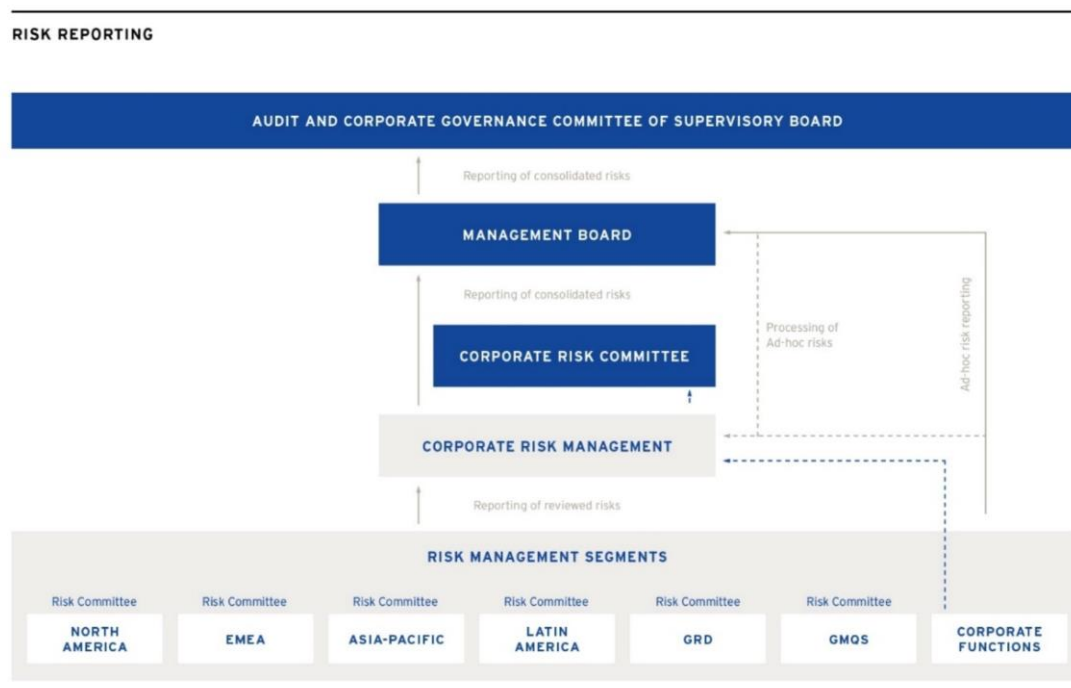 RISK REPORTING
AUDIT AND CORPORATE GOVERNANCE COMMITTEE OF SUPERVISORY BOARD
Reporting of consolidated risks
MANAGEMENT BOARD
Reporting of consolidated risks
Processing of
Ad-hoc risks
Ad-hoc risk reporting
CORPORATE RISK COMMITTEE
CORPORATE RISK MANAGEMENT
Reporting of reviewed risks
RISK MANAGEMENT SEGMENTS
Risk Committee
NORTH
AMERICA
Risk Committee
EMEA
Risk Committee
ASIA-PACIFIC
Risk Committee
LATIN
AMERICA
Risk Committee
GRD
Risk Committee
GMQS
CORPORATE
FUNCTIONS